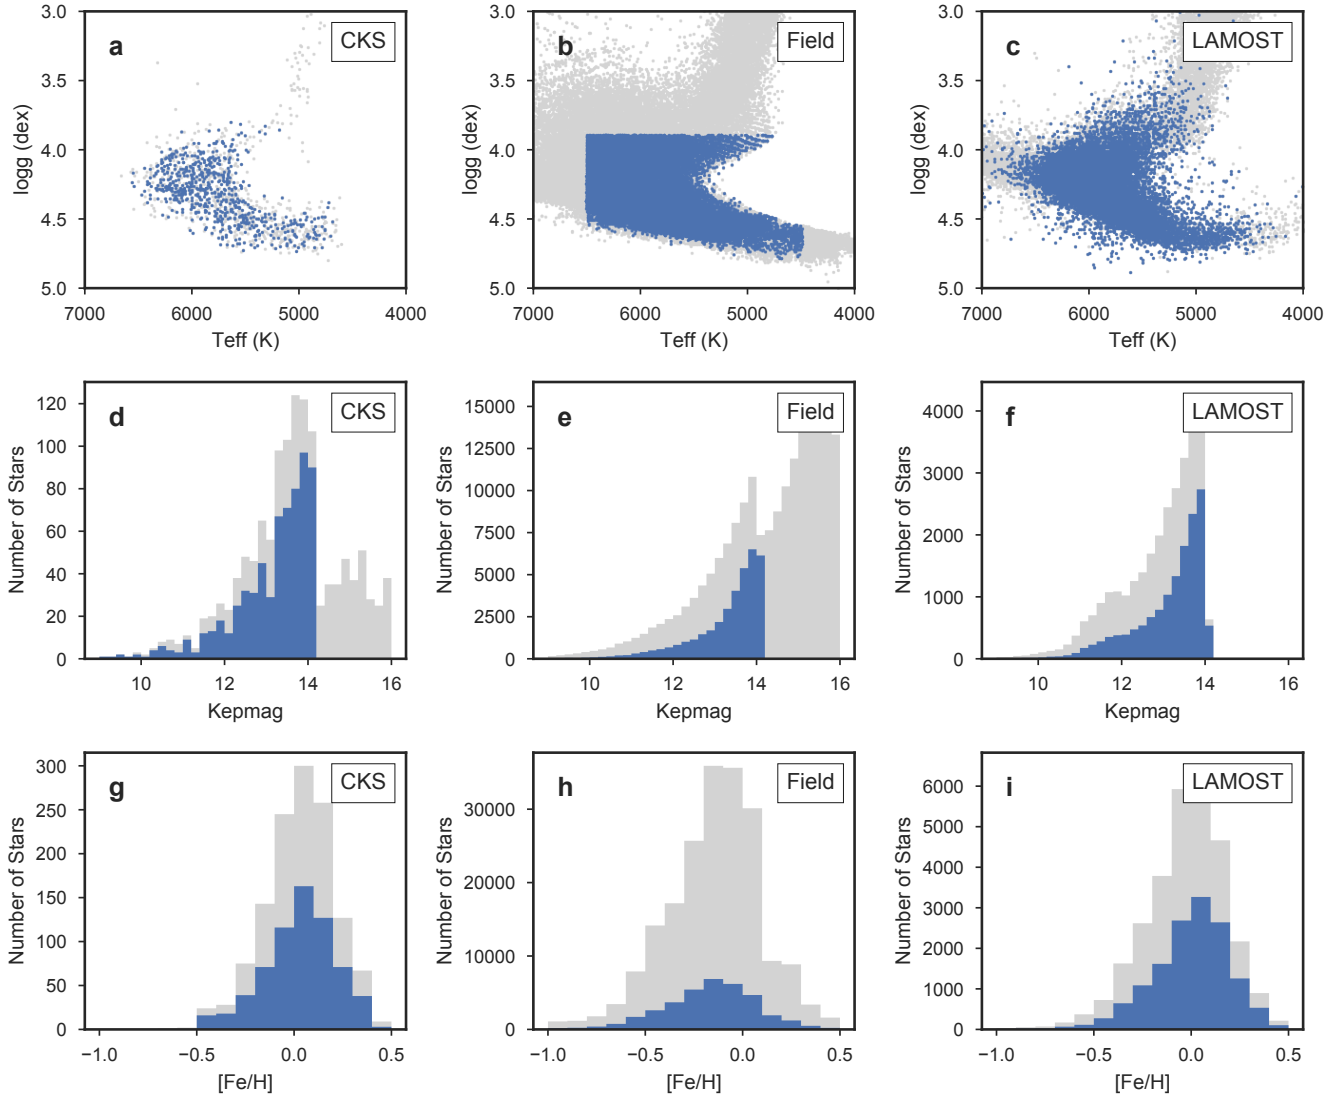 a
CKS
3.0
3.5
4.0
4.5
5.0
logg (dex)
7000 6000 5000 4000
Teff (K)
b
Field
3.0
3.5
4.0
4.5
5.0
logg (dex)
7000 6000 5000 4000
Teff (K)
c
LAMOST
3.0
3.5
4.0
4.5
5.0
logg (dex)
7000 6000 5000 4000
Teff (K)
d
CKS
120
100
80
60
40
20
0
Number of Stars
10 12 14 16
Kepmag
e
Field
15000
12500
10000
7500
5000
2500
0
Number of Stars
10 12 14 16
Kepmag
f
LAMOST
4000
3000
2000
1000
0
Number of Stars
10 12 14 16
Kepmag
g
CKS
300
250
200
150
100
50
0
Number of Stars
−1.0 −0.5 0.0 0.5
[Fe/H]
h
Field
30000
20000
10000
0
Number of Stars
−1.0 −0.5 0.0 0.5
[Fe/H]
i
LAMOST
6000
5000
4000
3000
2000
1000
0
Number of Stars
−1.0 −0.5 0.0 0.5
[Fe/H]